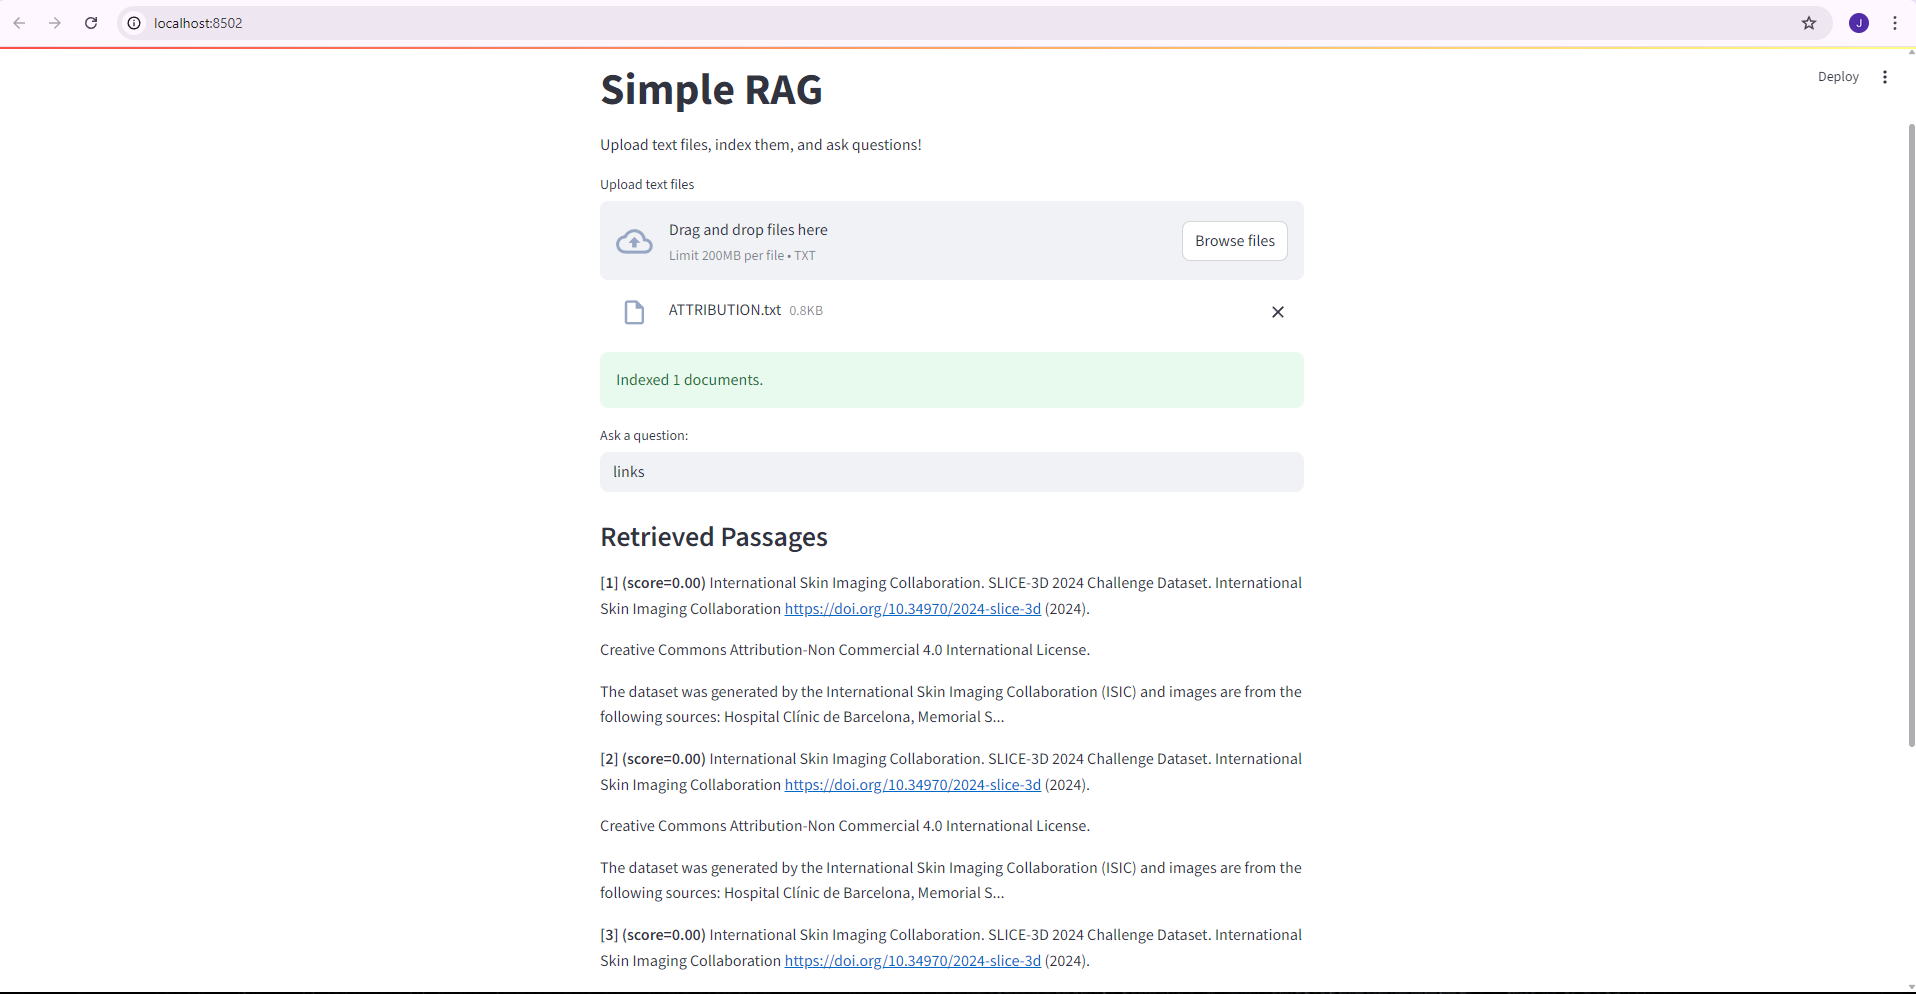 localhost:8502
J
Deploy
Simple RAG
Upload text files, index them, and ask questions!
Upload text files
Drag and drop files here
Limit 200MB per file • TXT
Browse files
ATTRIBUTION.txt 0.8KB
Indexed 1 documents.
Ask a question:
links
Retrieved Passages
[1] (score=0.00) International Skin Imaging Collaboration. SLICE-3D 2024 Challenge Dataset. International
Skin Imaging Collaboration https://doi.org/10.34970/2024-slice-3d (2024).
Creative Commons Attribution-Non Commercial 4.0 International License.
The dataset was generated by the International Skin Imaging Collaboration (ISIC) and images are from the
following sources: Hospital Clínic de Barcelona, Memorial S...
[2] (score=0.00) International Skin Imaging Collaboration. SLICE-3D 2024 Challenge Dataset. International
Skin Imaging Collaboration https://doi.org/10.34970/2024-slice-3d (2024).
Creative Commons Attribution-Non Commercial 4.0 International License.
The dataset was generated by the International Skin Imaging Collaboration (ISIC) and images are from the
following sources: Hospital Clínic de Barcelona, Memorial S...
[3] (score=0.00) International Skin Imaging Collaboration. SLICE-3D 2024 Challenge Dataset. International
Skin Imaging Collaboration https://doi.org/10.34970/2024-slice-3d (2024).